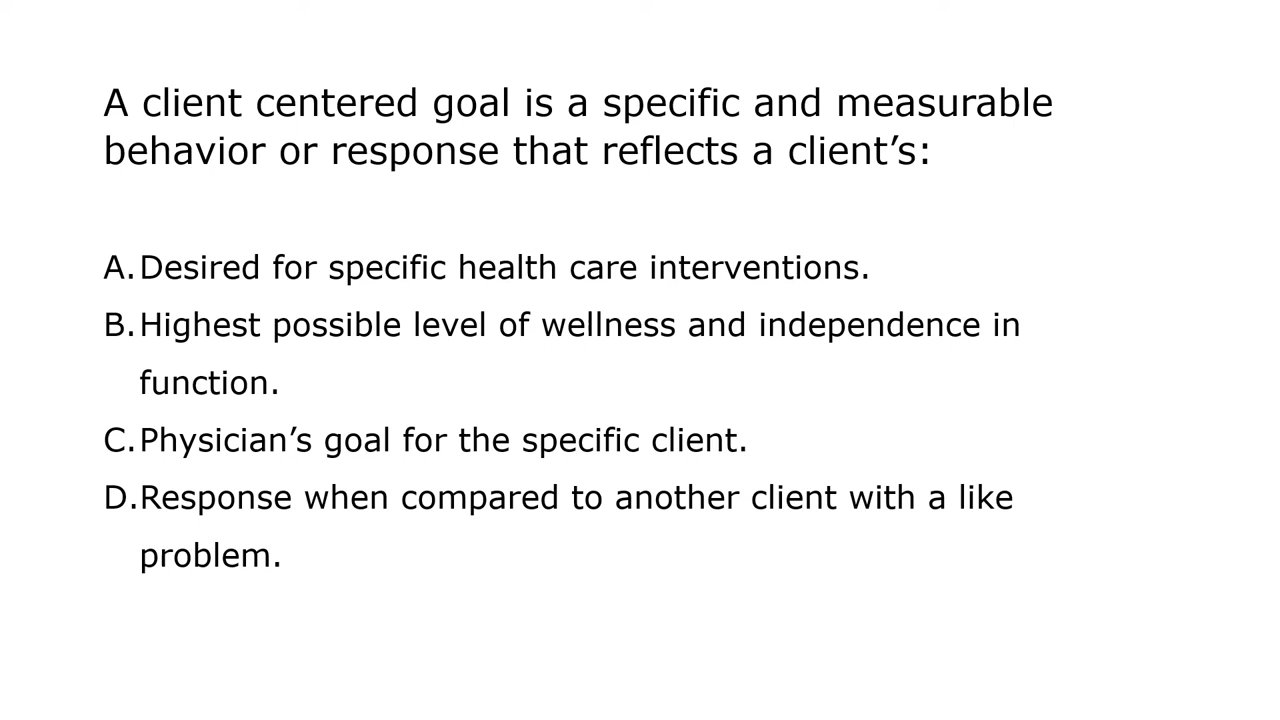 A client centered goal is a specific and measurable
behavior or response that reflects a client’s:
A. Desired for specific health care interventions.
B. Highest possible level of wellness and independence in
function.
C. Physician’s goal for the specific client.
D. Response when compared to another client with a like
problem.